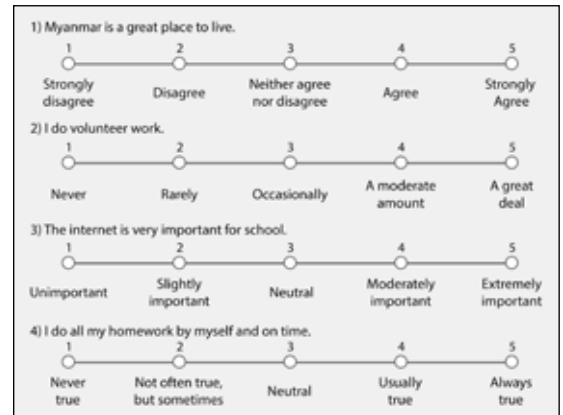 1) Myanmar is a great place to live.
1 2 3 4 5
Strongly disagree Disagree Neither agree nor disagree Agree Strongly Agree
2) I do volunteer work.
1 2 3 4 5
Never Rarely Occasionally A moderate amount A great deal
3) The internet is very important for school.
1 2 3 4 5
Unimportant Slightly important Neutral Moderately important Extremely important
4) I do all my homework by myself and on time.
1 2 3 4 5
Never true Not often true, but sometimes Neutral Usually true Always true